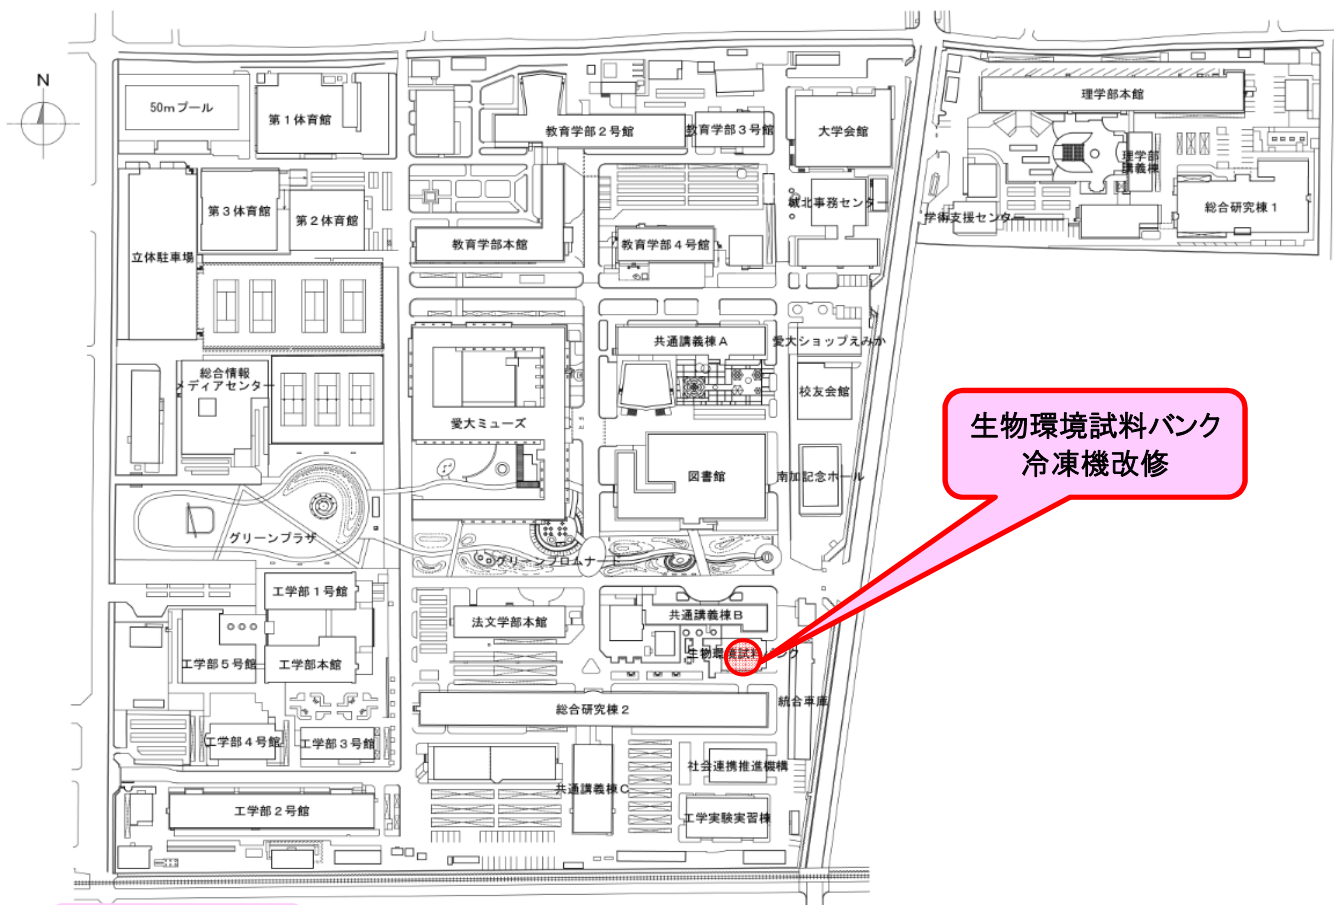 N
50mプール
第1体育館
教育学部2号館
教育学部3号館
大学会館
理学部本館
理学部
講義棟
第3体育館
第2体育館
城北事務センター
学術支援センター
総合研究棟1
立体駐車場
教育学部本館
教育学部4号館
共通講義棟A
愛大ショップえみか
総合情報
メディアセンター
校友会館
愛大ミューズ
図書館
南加記念ホール
生物環境試料バンク
冷凍機改修
グリーンプラザ
グリーンプロムナード
工学部1号館
法文学部本館
共通講義棟B
工学部5号館
工学部本館
生物環境試料バンク
総合研究棟2
統合車庫
工学部4号館
工学部3号館
社会連携推進機構
共通講義棟C
工学部2号館
工学実験実習棟